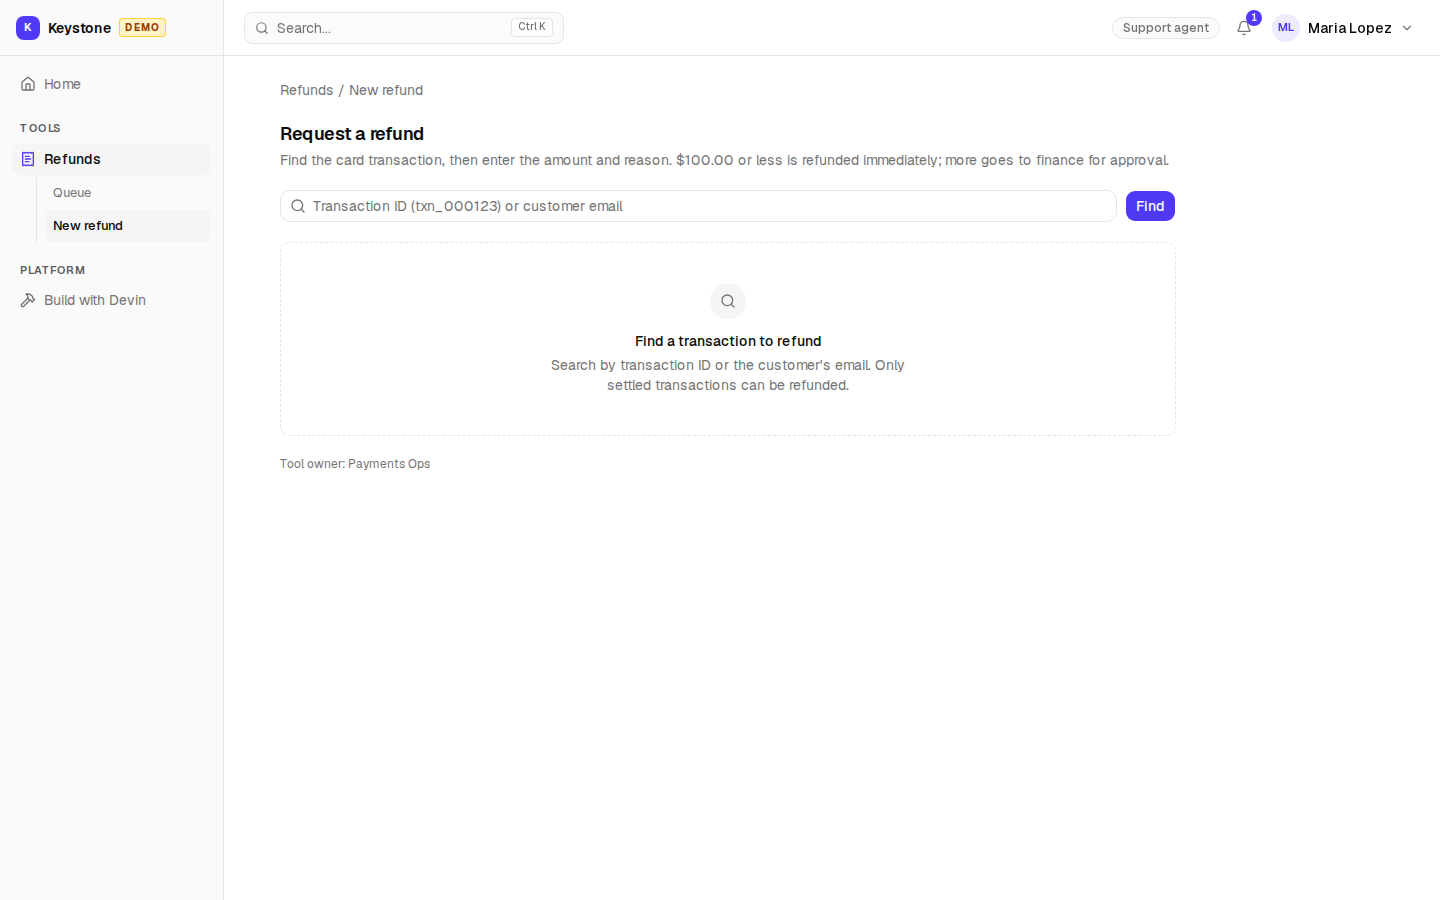 K Keystone DEMO
Search...
Ctrl K
Support agent
1
ML Maria Lopez
Home
TOOLS
Refunds
Queue
New refund
PLATFORM
Build with Devin
Refunds / New refund
Request a refund
Find the card transaction, then enter the amount and reason. $100.00 or less is refunded immediately; more goes to finance for approval.
Transaction ID (txn_000123) or customer email
Find
Find a transaction to refund
Search by transaction ID or the customer's email. Only
settled transactions can be refunded.
Tool owner: Payments Ops